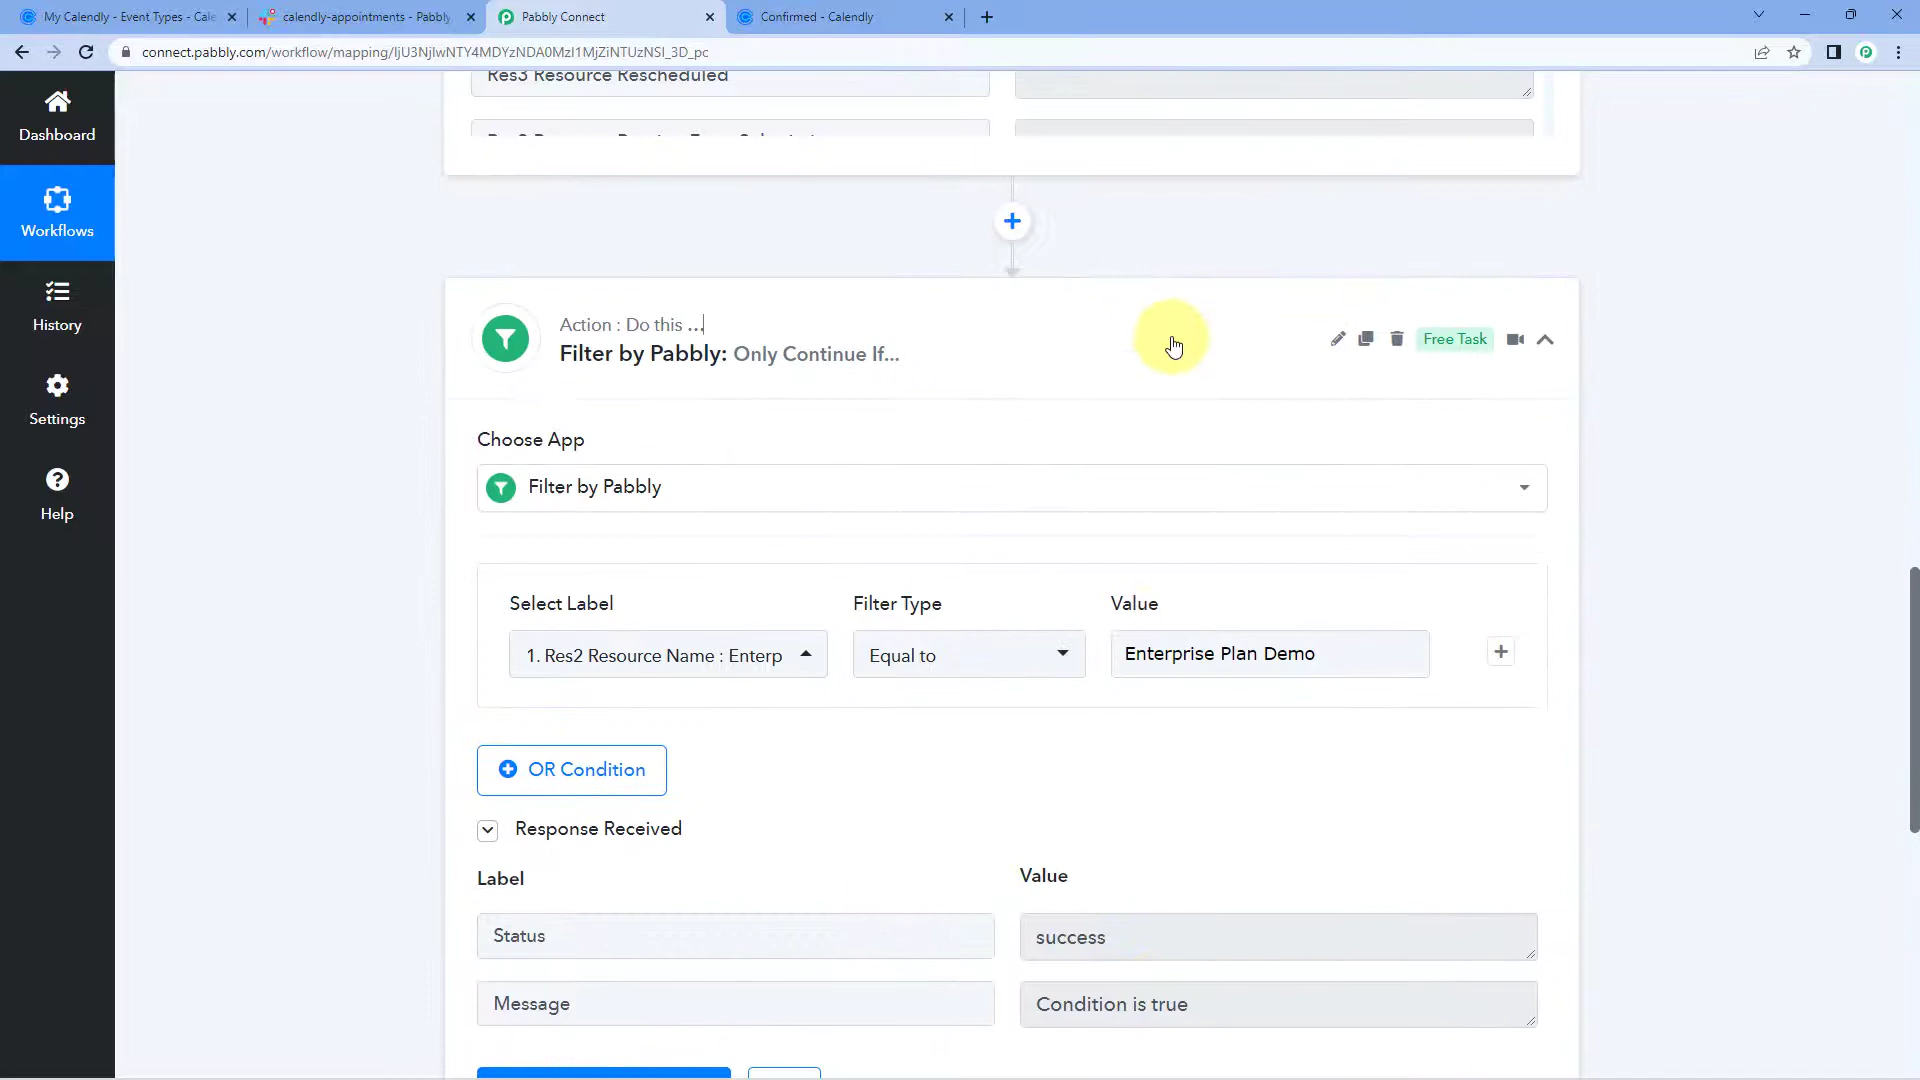 My Calendly - Event Types - Cale
calendly-appointments - Pabbly
Pabbly Connect
Confirmed - Calendly
connect.pabbly.com/workflow/mapping/IjU3NjIwNTY4MDYzNDA0MzI1MjZiNTUzNSI_3D_pc
Dashboard
Workflows
History
Settings
Help
Res3 Resource Rescheduled
Action : Do this ...
Filter by Pabbly: Only Continue If...
Free Task
Choose App
Filter by Pabbly
Select Label
Filter Type
Value
1. Res2 Resource Name : Enterp
Equal to
Enterprise Plan Demo
OR Condition
Response Received
Label
Value
Status
success
Message
Condition is true